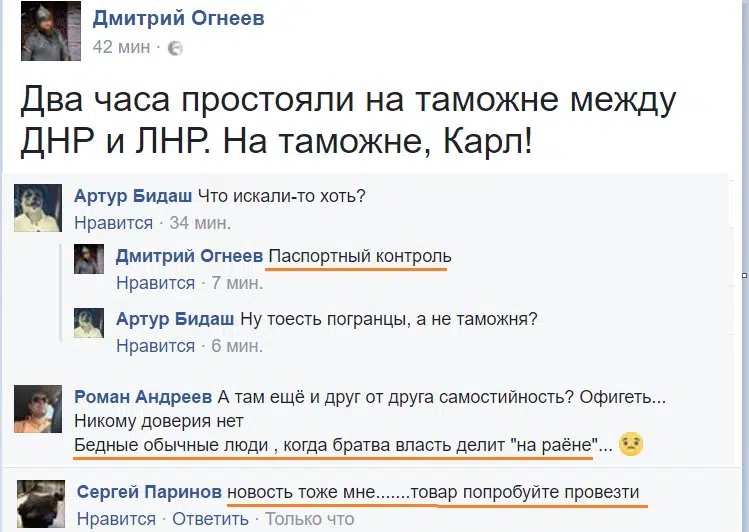 Дмитрий Огнеев
42 мин ·
Два часа простояли на таможне между
ДНР и ЛНР. На таможне, Карл!
Артур Бидаш Что искали-то хоть?
Нравится · 34 мин.
Дмитрий Огнеев Паспортный контроль
Нравится · 7 мин.
Артур Бидаш Ну тоесть погранцы, а не таможня?
Нравится · 6 мин.
Роман Андреев А там ещё и друг от друга самостийность? Офигеть...
Никому доверия нет
Бедные обычные люди , когда братва власть делит "на раёне"... 😟
Сергей Паринов новость тоже мне.......товар попробуйте провезти
Нравится · Ответить · Только что